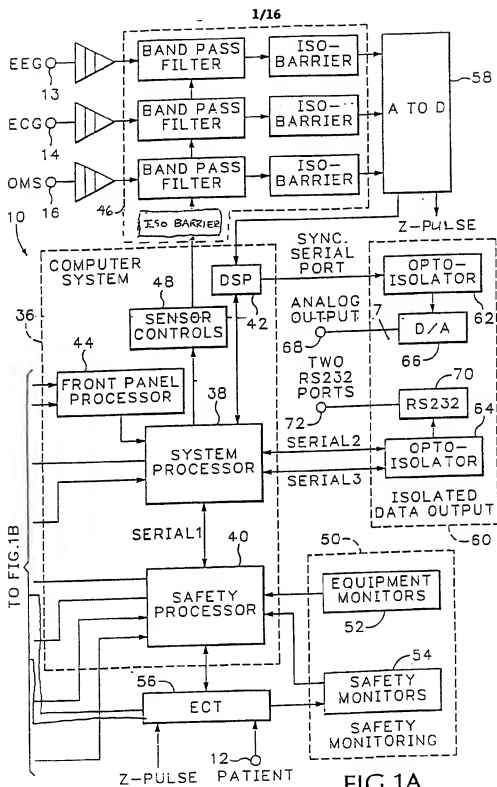 1/16
EEG
13
BAND PASS FILTER
ISO-BARRIER
58
ECG
14
BAND PASS FILTER
ISO-BARRIER
A TO D
OMS
16
BAND PASS FILTER
ISO-BARRIER
46
ISO BARRIER
Z-PULSE
10
COMPUTER SYSTEM
SYNC. SERIAL PORT
DSP
42
OPTO-ISOLATOR
62
36
48
SENSOR CONTROLS
ANALOG OUTPUT
68
7
D/A
66
44
FRONT PANEL PROCESSOR
TWO RS232 PORTS
72
70
RS232
38
64
SYSTEM PROCESSOR
SERIAL2
SERIAL3
OPTO-ISOLATOR
ISOLATED DATA OUTPUT
60
SERIAL1
TO FIG.1B
40
SAFETY PROCESSOR
50
EQUIPMENT MONITORS
52
54
SAFETY MONITORS
SAFETY MONITORING
56
ECT
12
Z-PULSE
PATIENT
FIG.1A